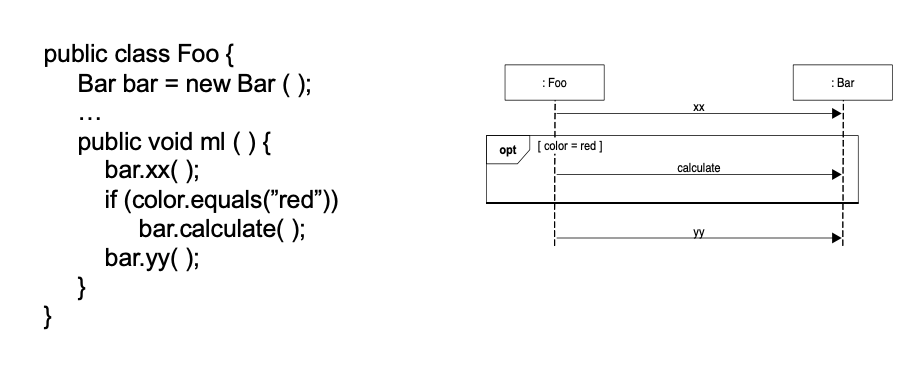 public class Foo {
Bar bar = new Bar ( );
…
public void ml ( ) {
bar.xx( );
if (color.equals(”red”))
bar.calculate( );
bar.yy( );
}
}
: Foo
: Bar
xx
opt
[ color = red ]
calculate
yy